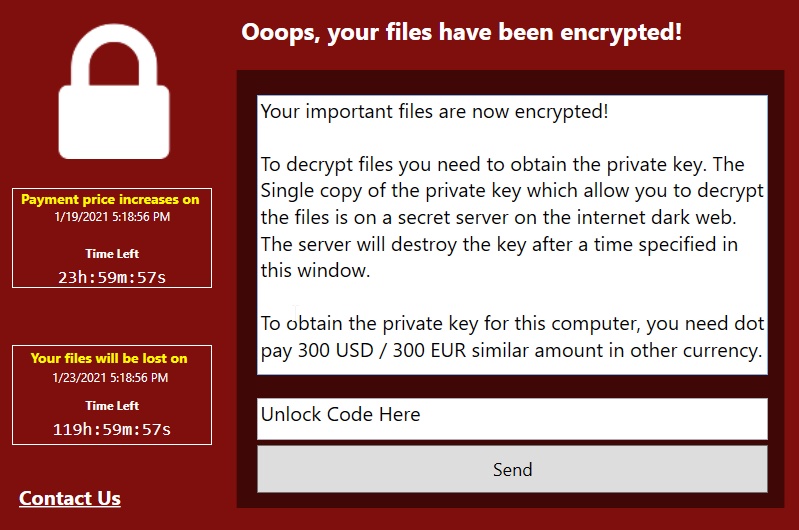 Ooops, your files have been encrypted!
Payment price increases on
1/19/2021 5:18:56 PM
Time Left
23h:59m:57s
Your files will be lost on
1/23/2021 5:18:56 PM
Time Left
119h:59m:57s
Contact Us
Your important files are now encrypted!
To decrypt files you need to obtain the private key. The
Single copy of the private key which allow you to decrypt
the files is on a secret server on the internet dark web.
The server will destroy the key after a time specified in
this window.
To obtain the private key for this computer, you need dot
pay 300 USD / 300 EUR similar amount in other currency.
Unlock Code Here
Send